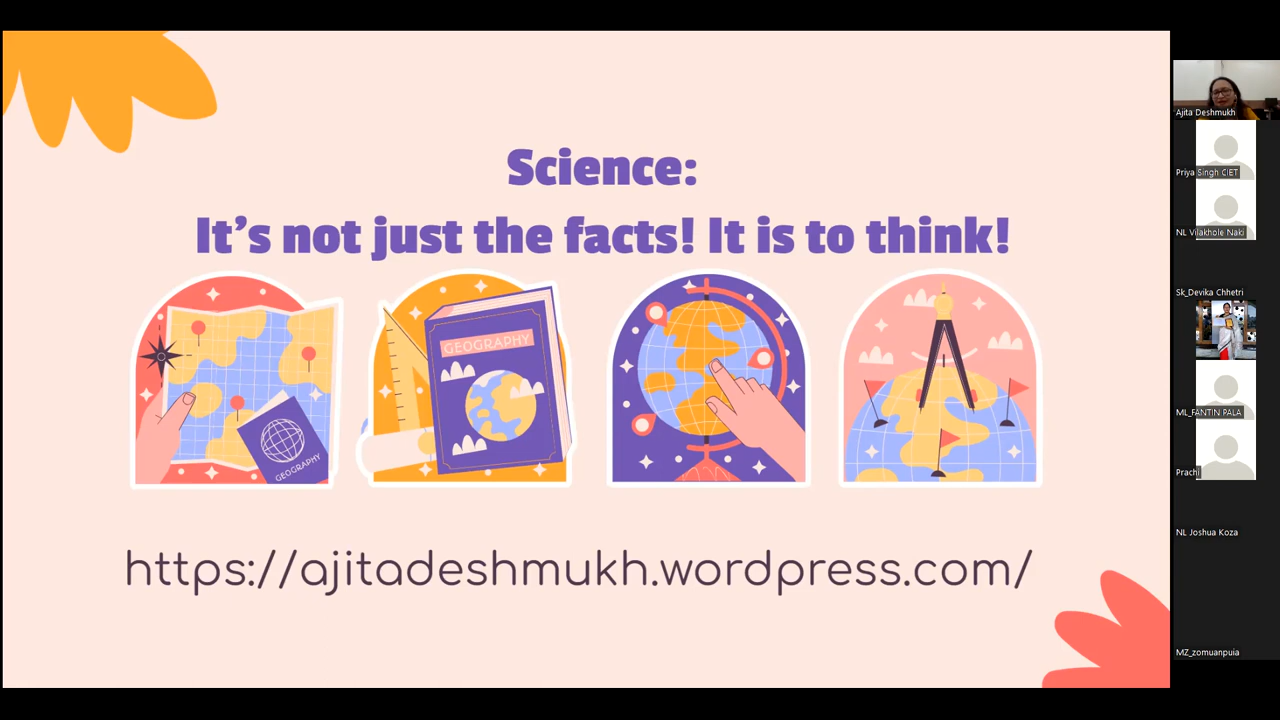 Science:
It's not just the facts! It is to think!
GEOGRAPHY
GEOGRAPHY
https://ajitadeshmukh.wordpress.com/
Ajita Deshmukh
Priya Singh CIET
NL Vilakhole Naki
Sk_Devika Chhetri
ML_FANTIN PALA
Prachi
NL Joshua Koza
MZ_zomuanpuia